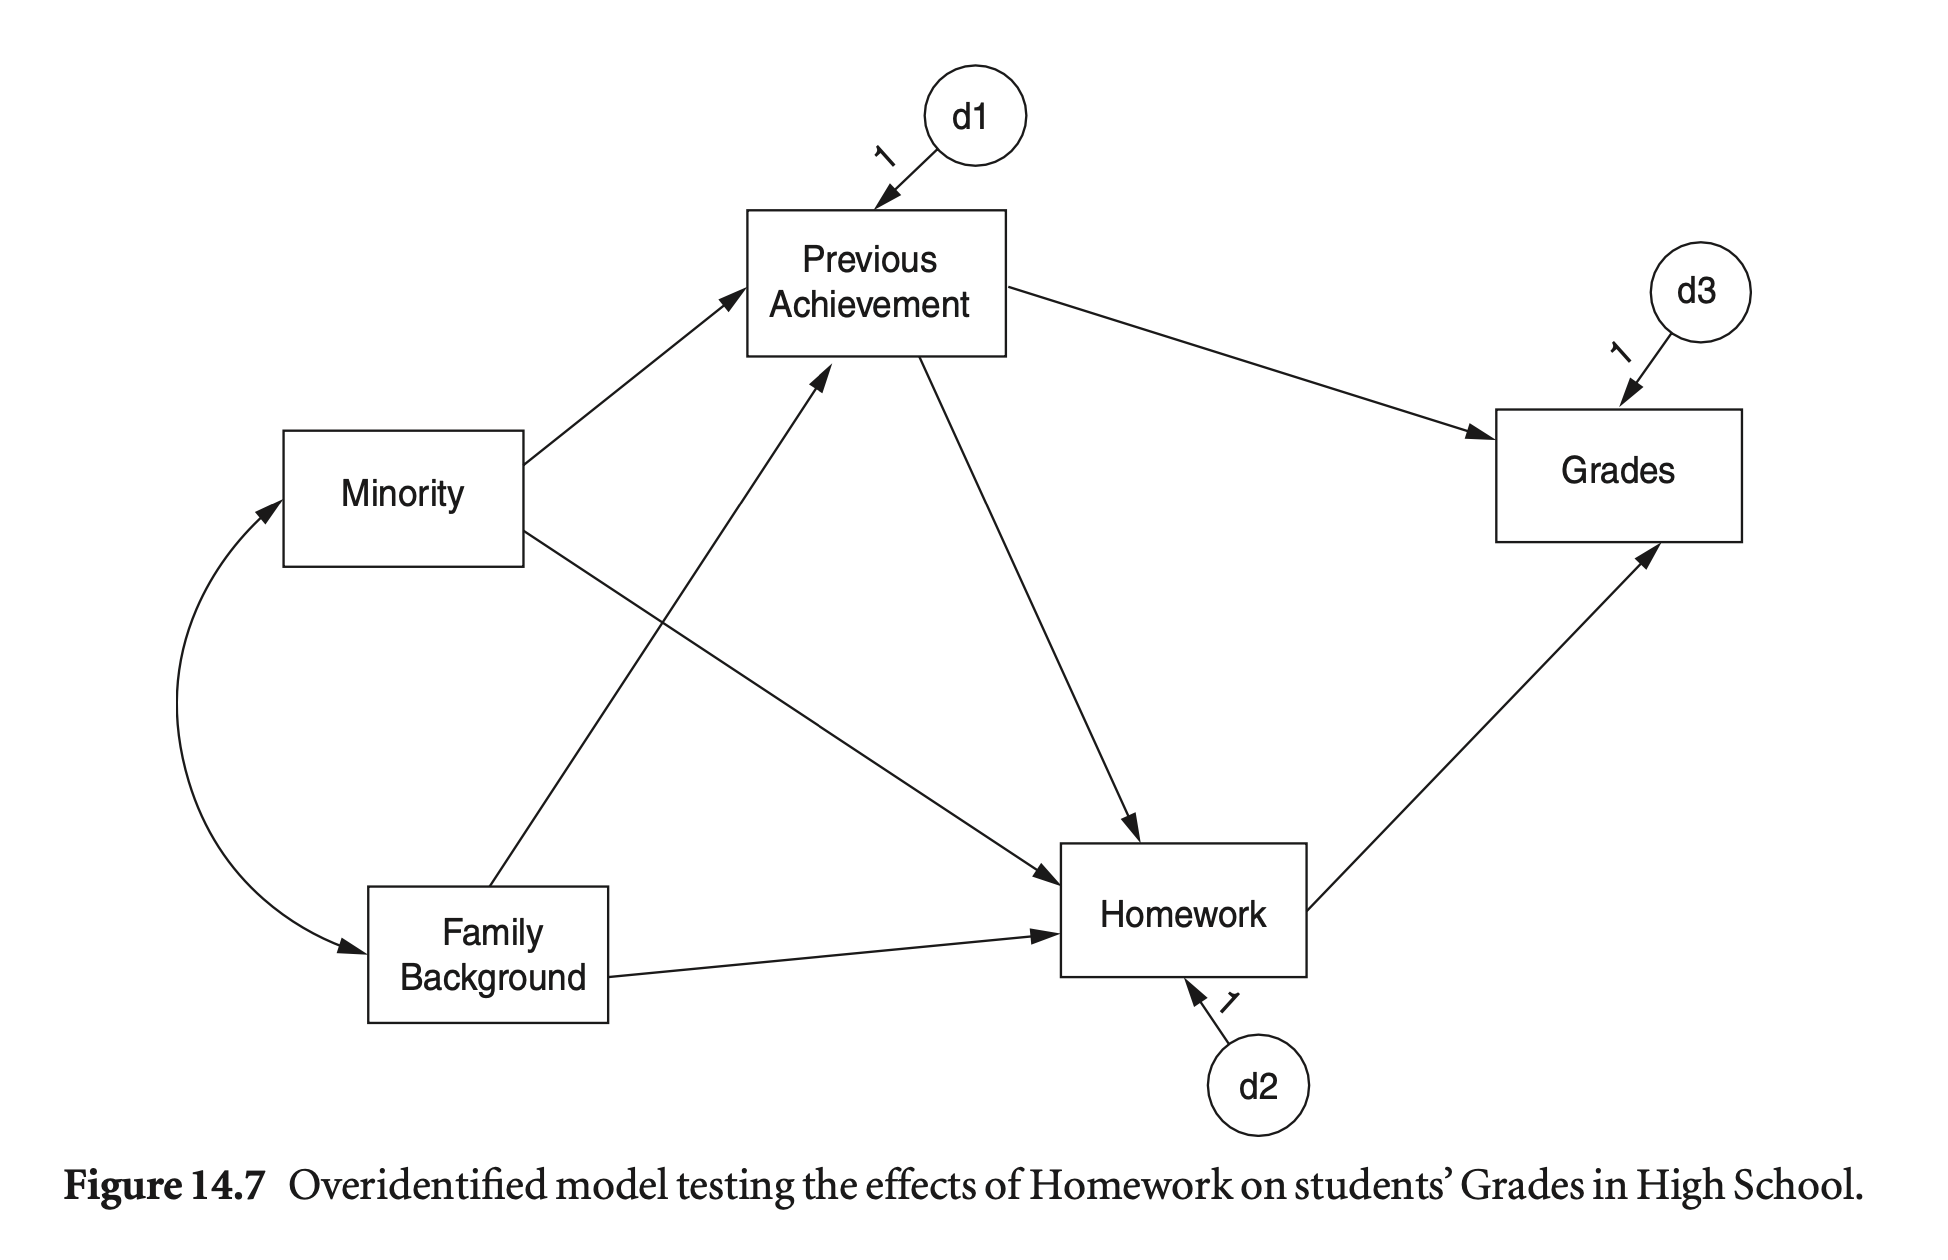 d1
1
Previous
Achievement
d3
1
Grades
Minority
Family
Background
Homework
1
d2
Figure 14.7 Overidentified model testing the effects of Homework on students’ Grades in High School.